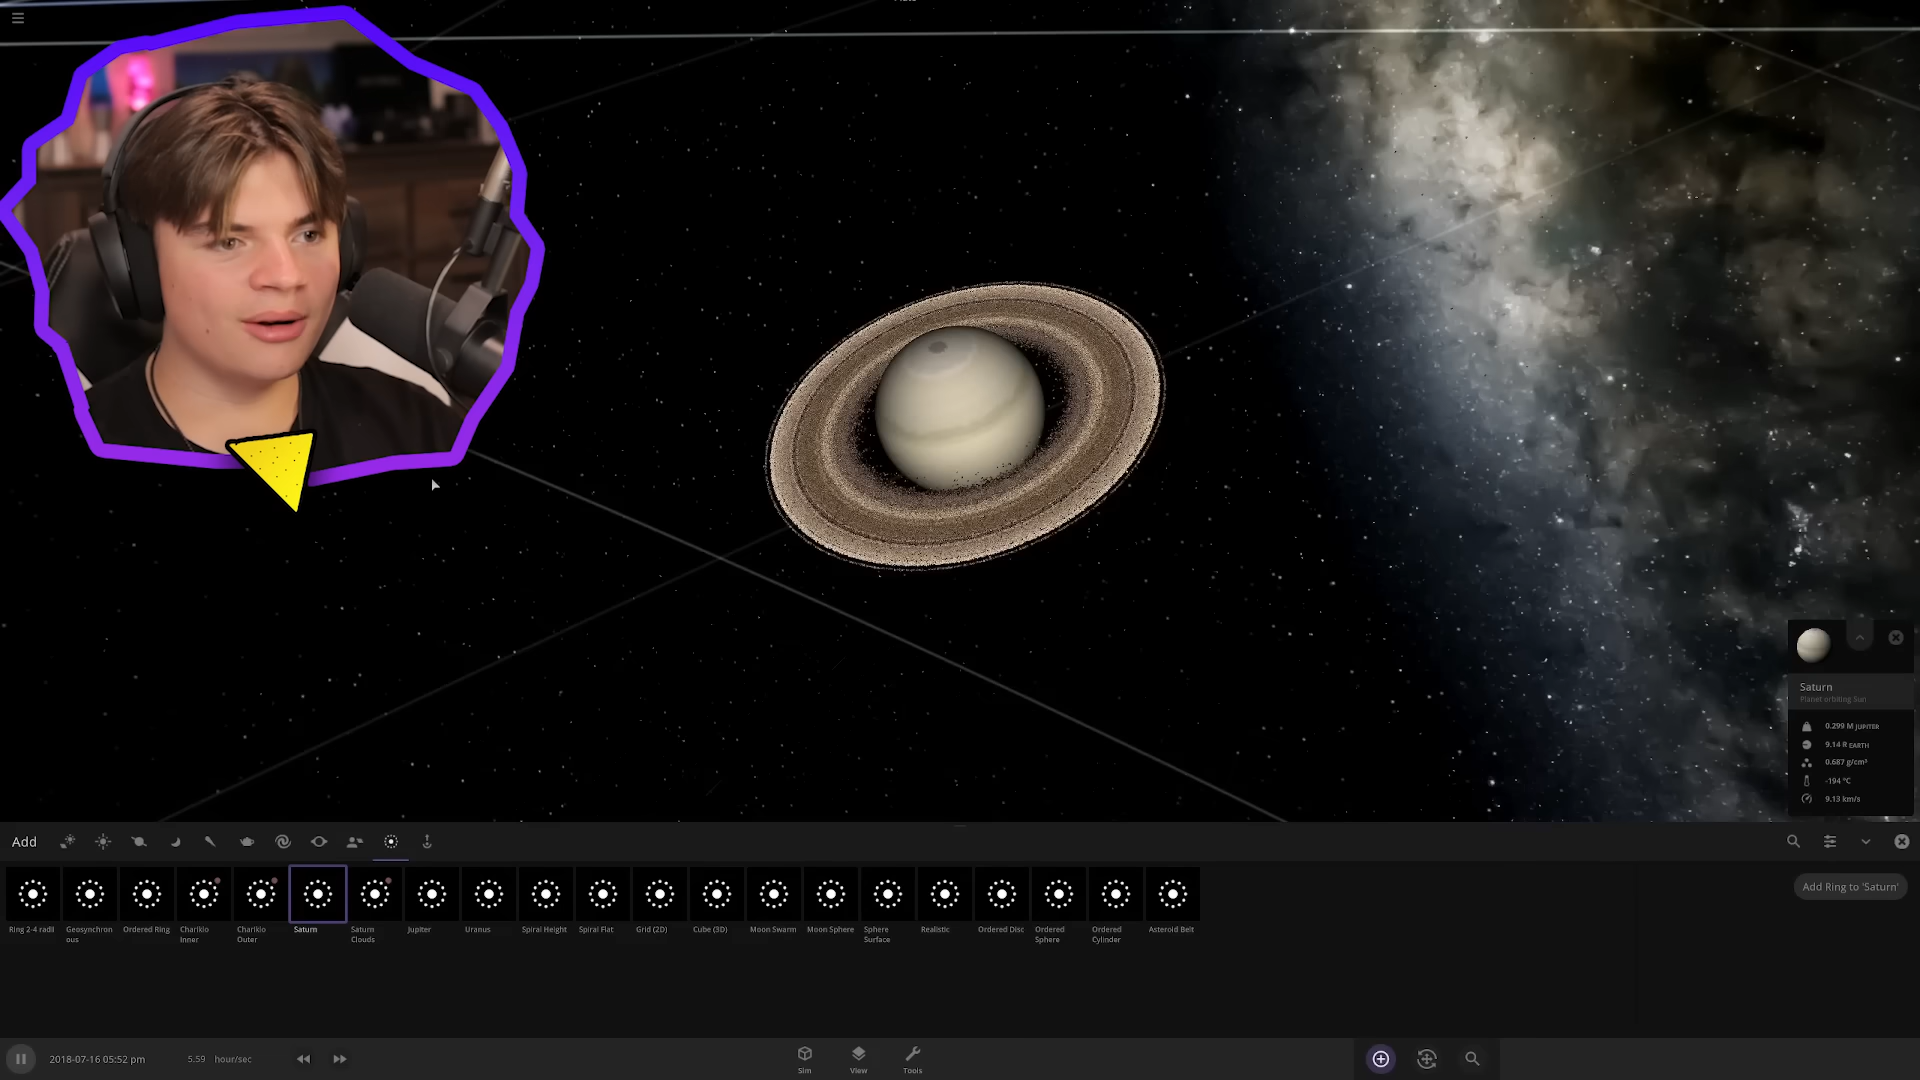 Saturn
Planet orbiting Sun
0.299 M JUPITER
9.14 R EARTH
0.687 g/cm³
-194 °C
9.13 km/s
Add
Add Ring to 'Saturn'
Ring 2-4 radii
Geosynchron
ous
Ordered Ring
Chariklo
Inner
Chariklo
Outer
Saturn
Saturn
Clouds
Jupiter
Uranus
Spiral Height
Spiral Flat
Grid (2D)
Cube (3D)
Moon Swarm
Moon Sphere
Sphere
Surface
Realistic
Ordered Disc
Ordered
Sphere
Ordered
Cylinder
Asteroid Belt
2018-07-16 05:52 pm
5.59 hour/sec
Sim
View
Tools